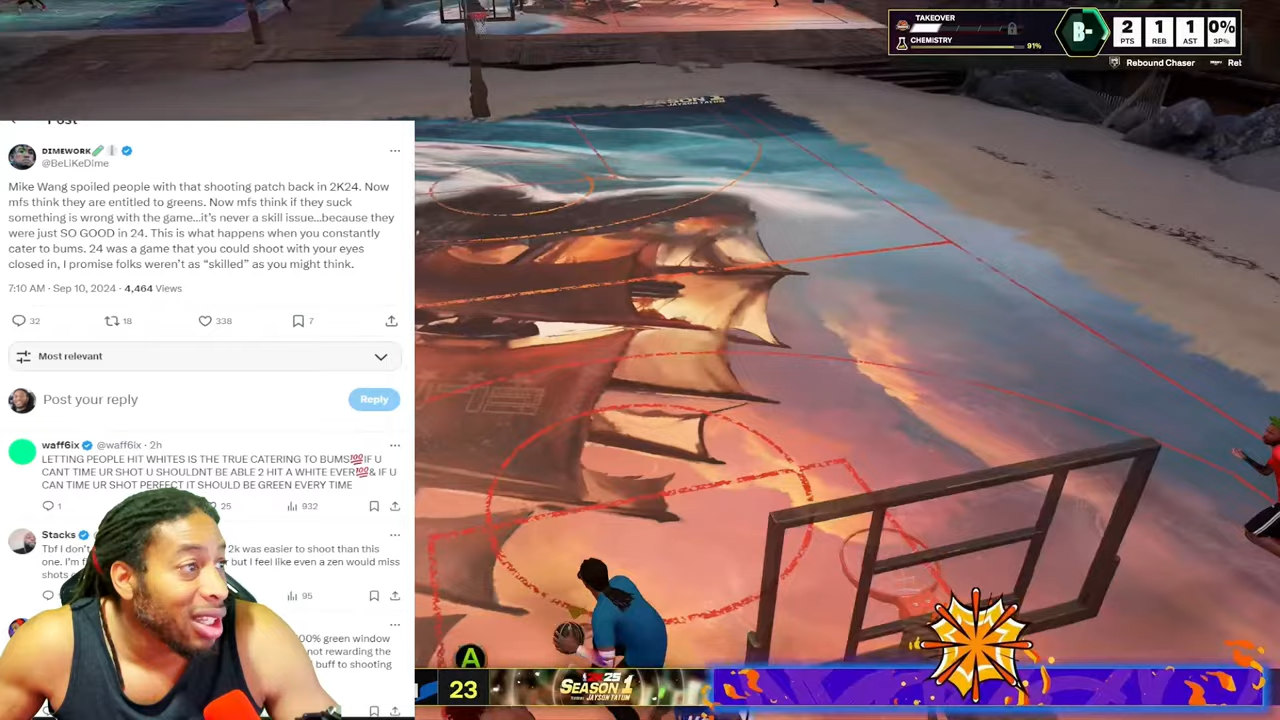 TAKEOVER
CHEMISTRY
91%
B-
2 PTS
1 REB
1 AST
0% 3P%
Rebound Chaser
Ret
Post
DIMEWORK
@BeLiKeDime
Mike Wang spoiled people with that shooting patch back in 2K24. Now
mfs think they are entitled to greens. Now mfs think if they suck
something is wrong with the game...it's never a skill issue...because they
were just SO GOOD in 24. This is what happens when you constantly
cater to bums. 24 was a game that you could shoot with your eyes
closed in, I promise folks weren't as "skilled" as you might think.
7:10 AM · Sep 10, 2024 · 4,464 Views
32
18
338
7
Most relevant
Post your reply
Reply
waff6ix @waff6ix · 2h
LETTING PEOPLE HIT WHITES IS THE TRUE CATERING TO BUMS💯IF U
CANT TIME UR SHOT U SHOULDNT BE ABLE 2 HIT A WHITE EVER💯& IF U
CAN TIME UR SHOT PERFECT IT SHOULD BE GREEN EVERY TIME
1
25
932
Stacks
Tbf I don't
2k was easier to shoot than this
one. I'm
but I feel like even a zen would miss
shots
95
00% green window
not rewarding the
buff to shooting
SEASON 1
JAYSON TATUM
A
23
2K25
SEASON 1
JAYSON TATUM